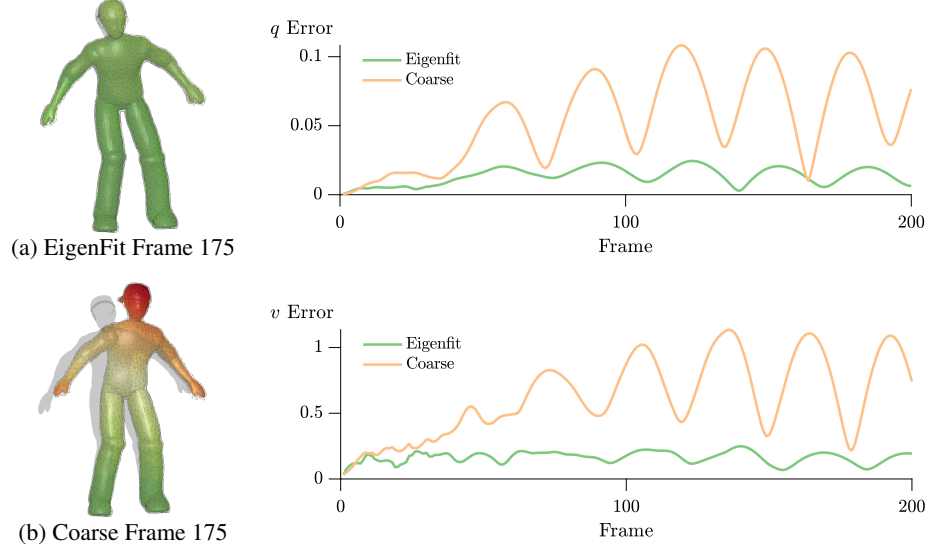 q Error
0.1
0.05
0
Eigenfit
Coarse
0
100
200
Frame
(a) EigenFit Frame 175
v Error
1
0.5
0
Eigenfit
Coarse
0
100
200
Frame
(b) Coarse Frame 175